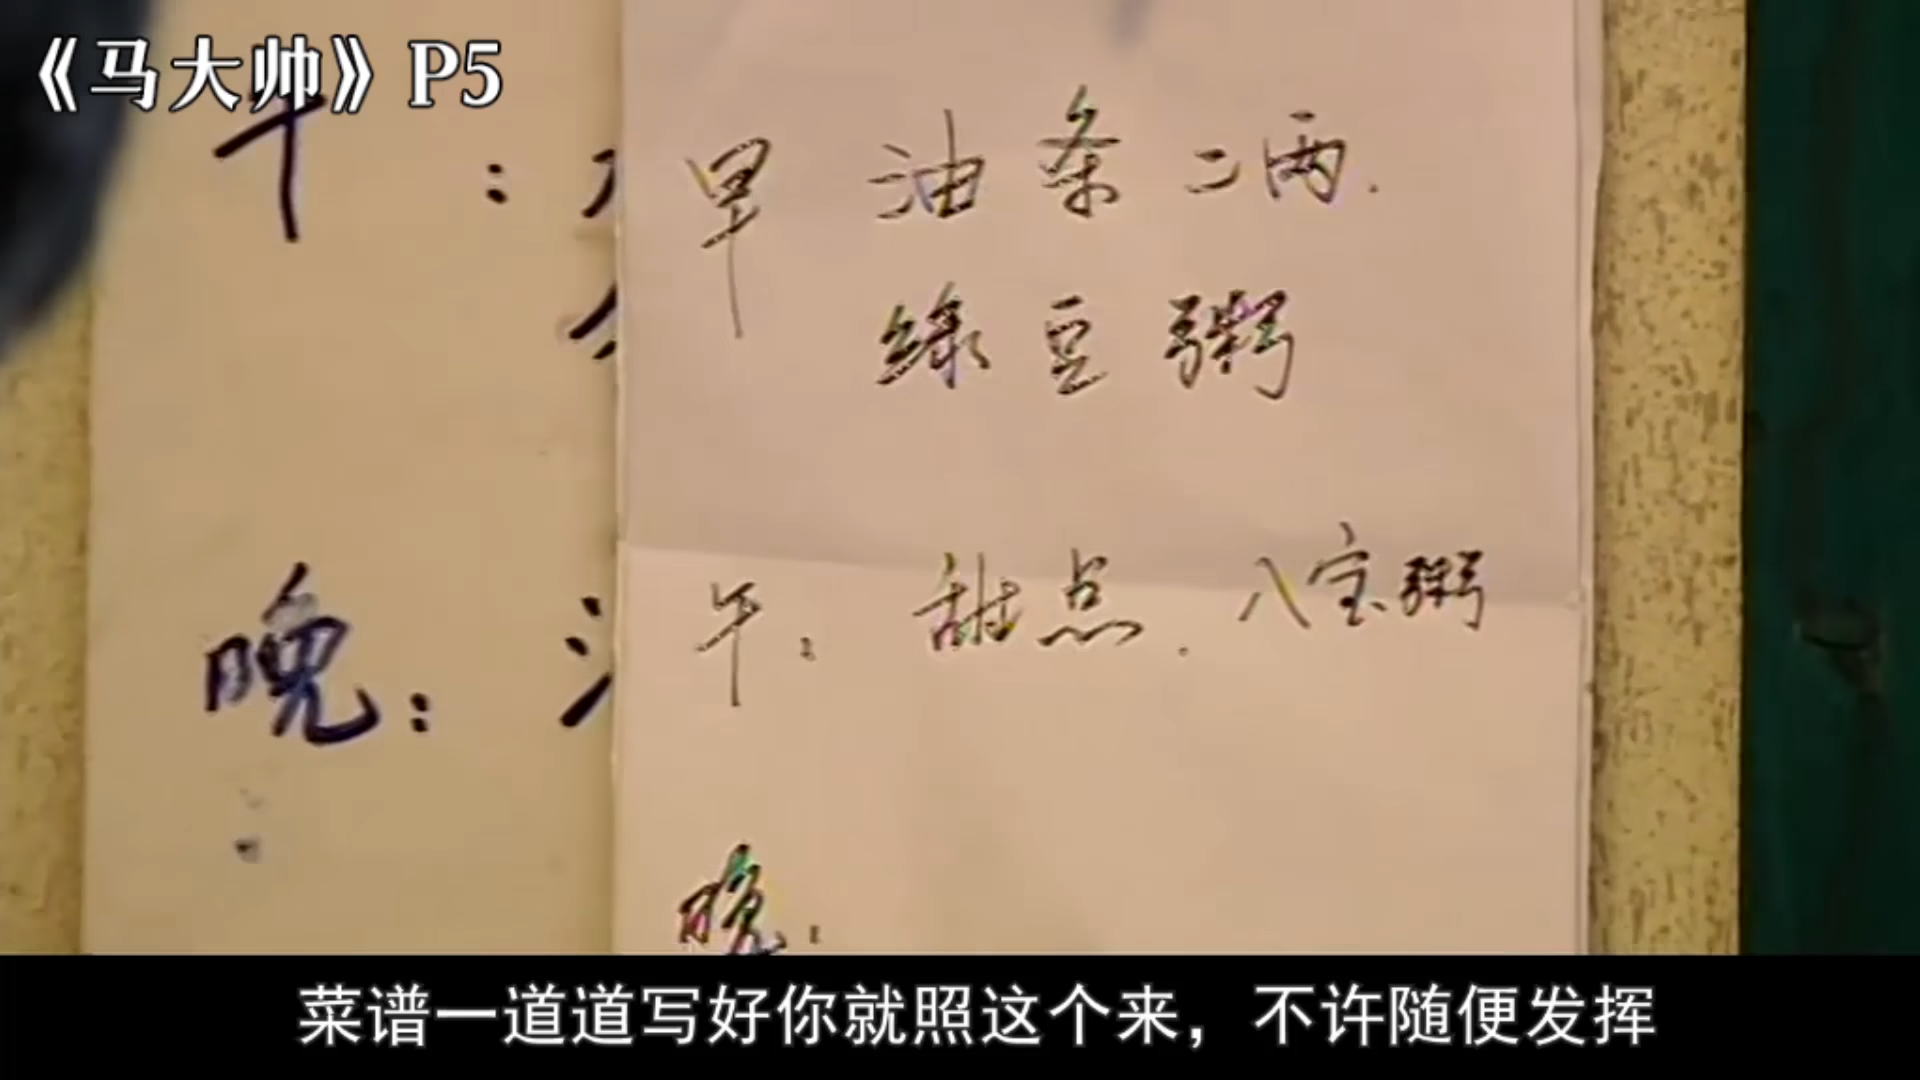 《马大帅》P5
午：
晚：
早 油条二两.
绿豆粥
午：甜点.八宝粥
晚：
菜谱一道道写好你就照这个来，不许随便发挥